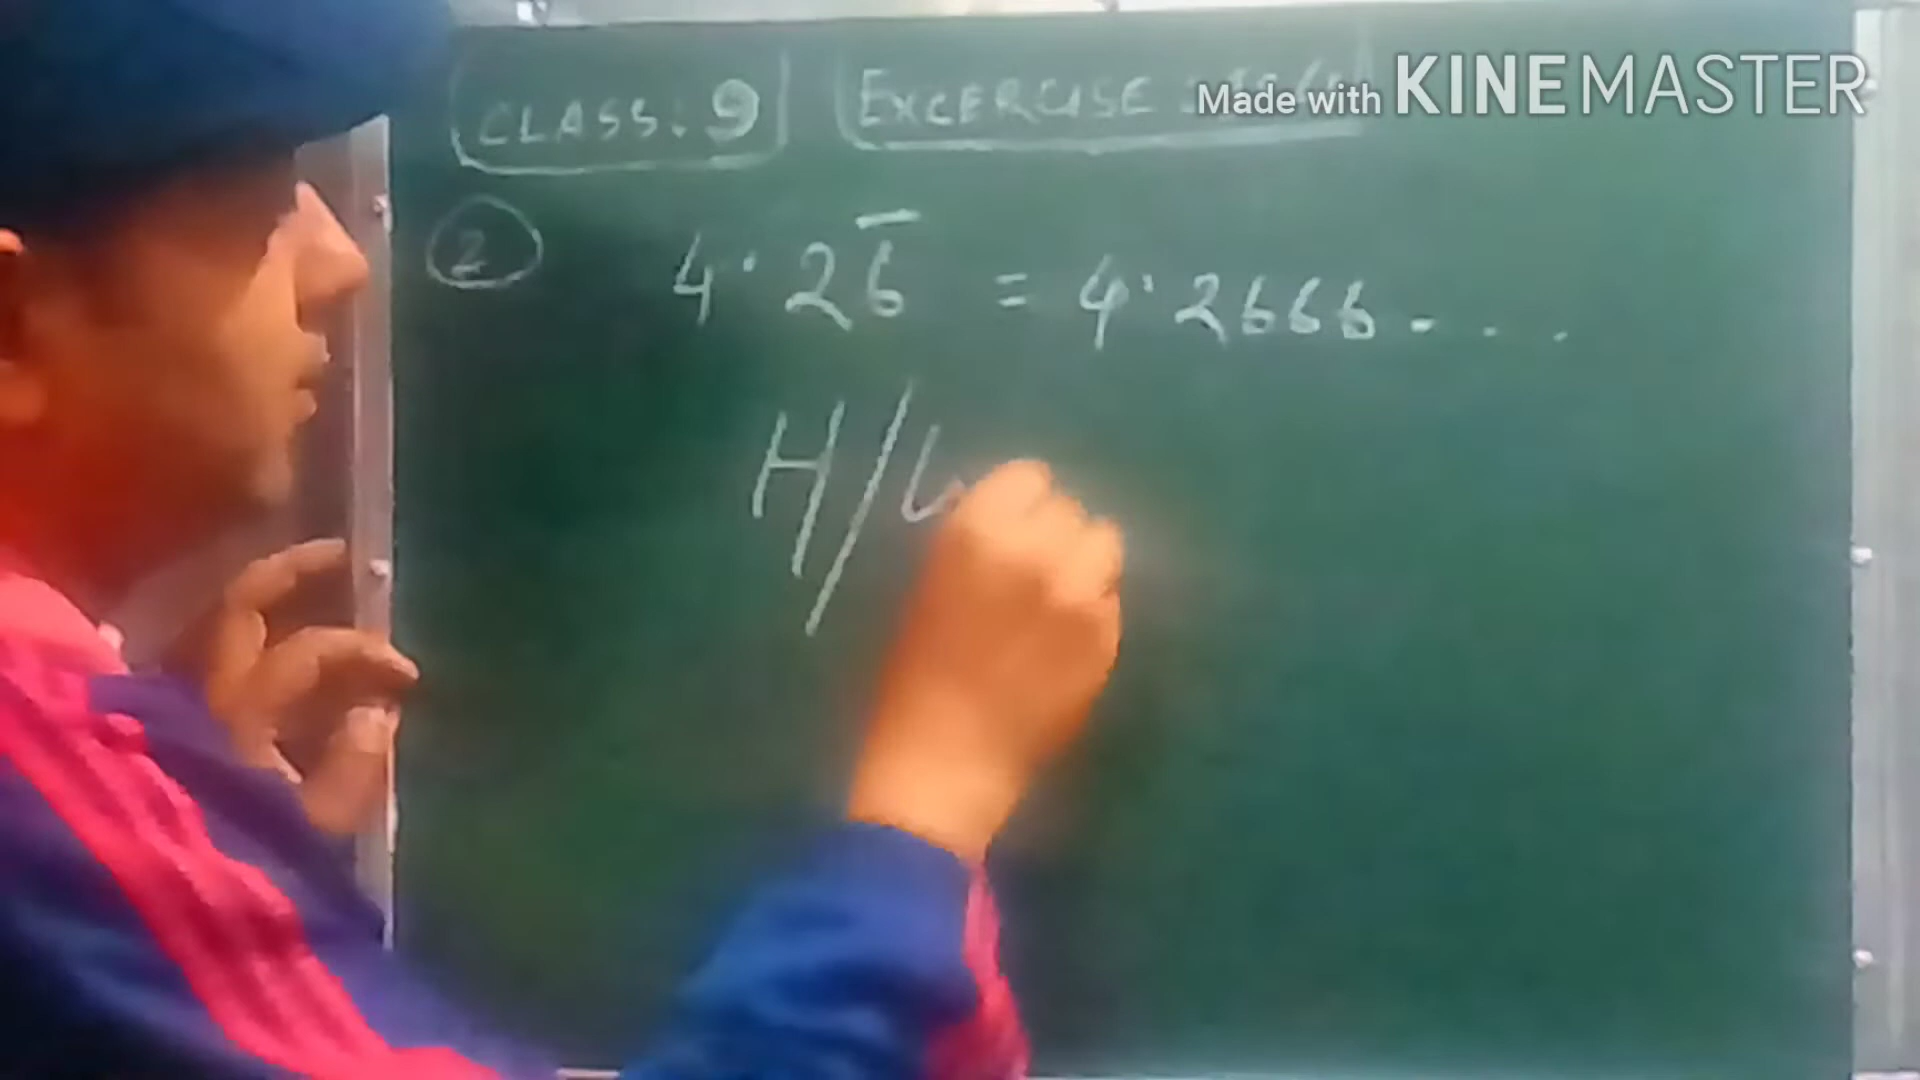 Made with KINEMASTER
CLASS: 9
EXCERCISE
2
4.26̅ = 4.2666. . . .
H/W